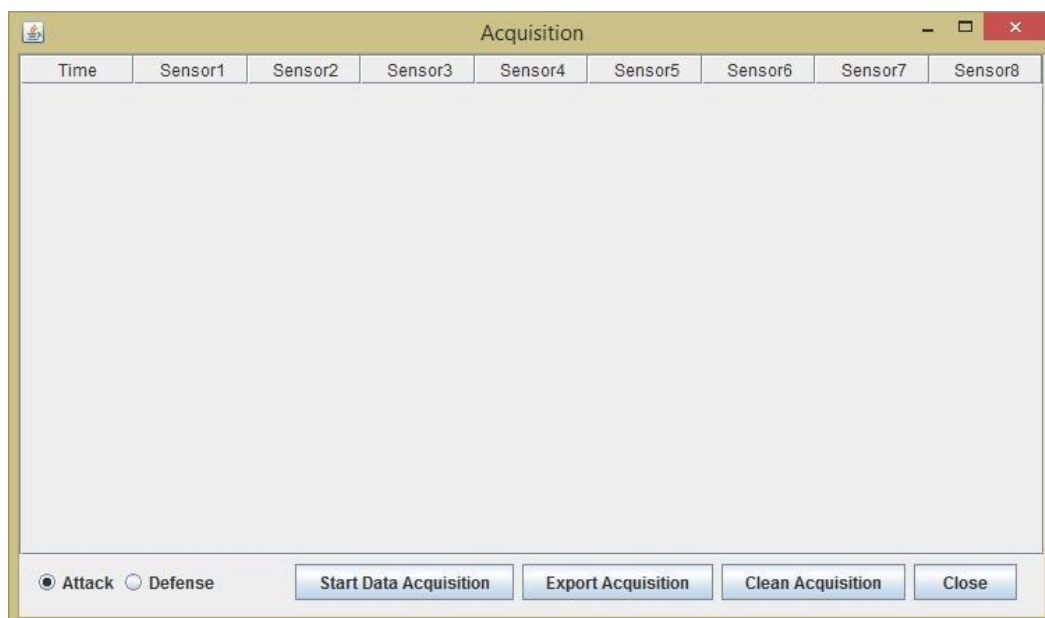 Acquisition
Time Sensor1 Sensor2 Sensor3 Sensor4 Sensor5 Sensor6 Sensor7 Sensor8
Attack Defense Start Data Acquisition Export Acquisition Clean Acquisition Close